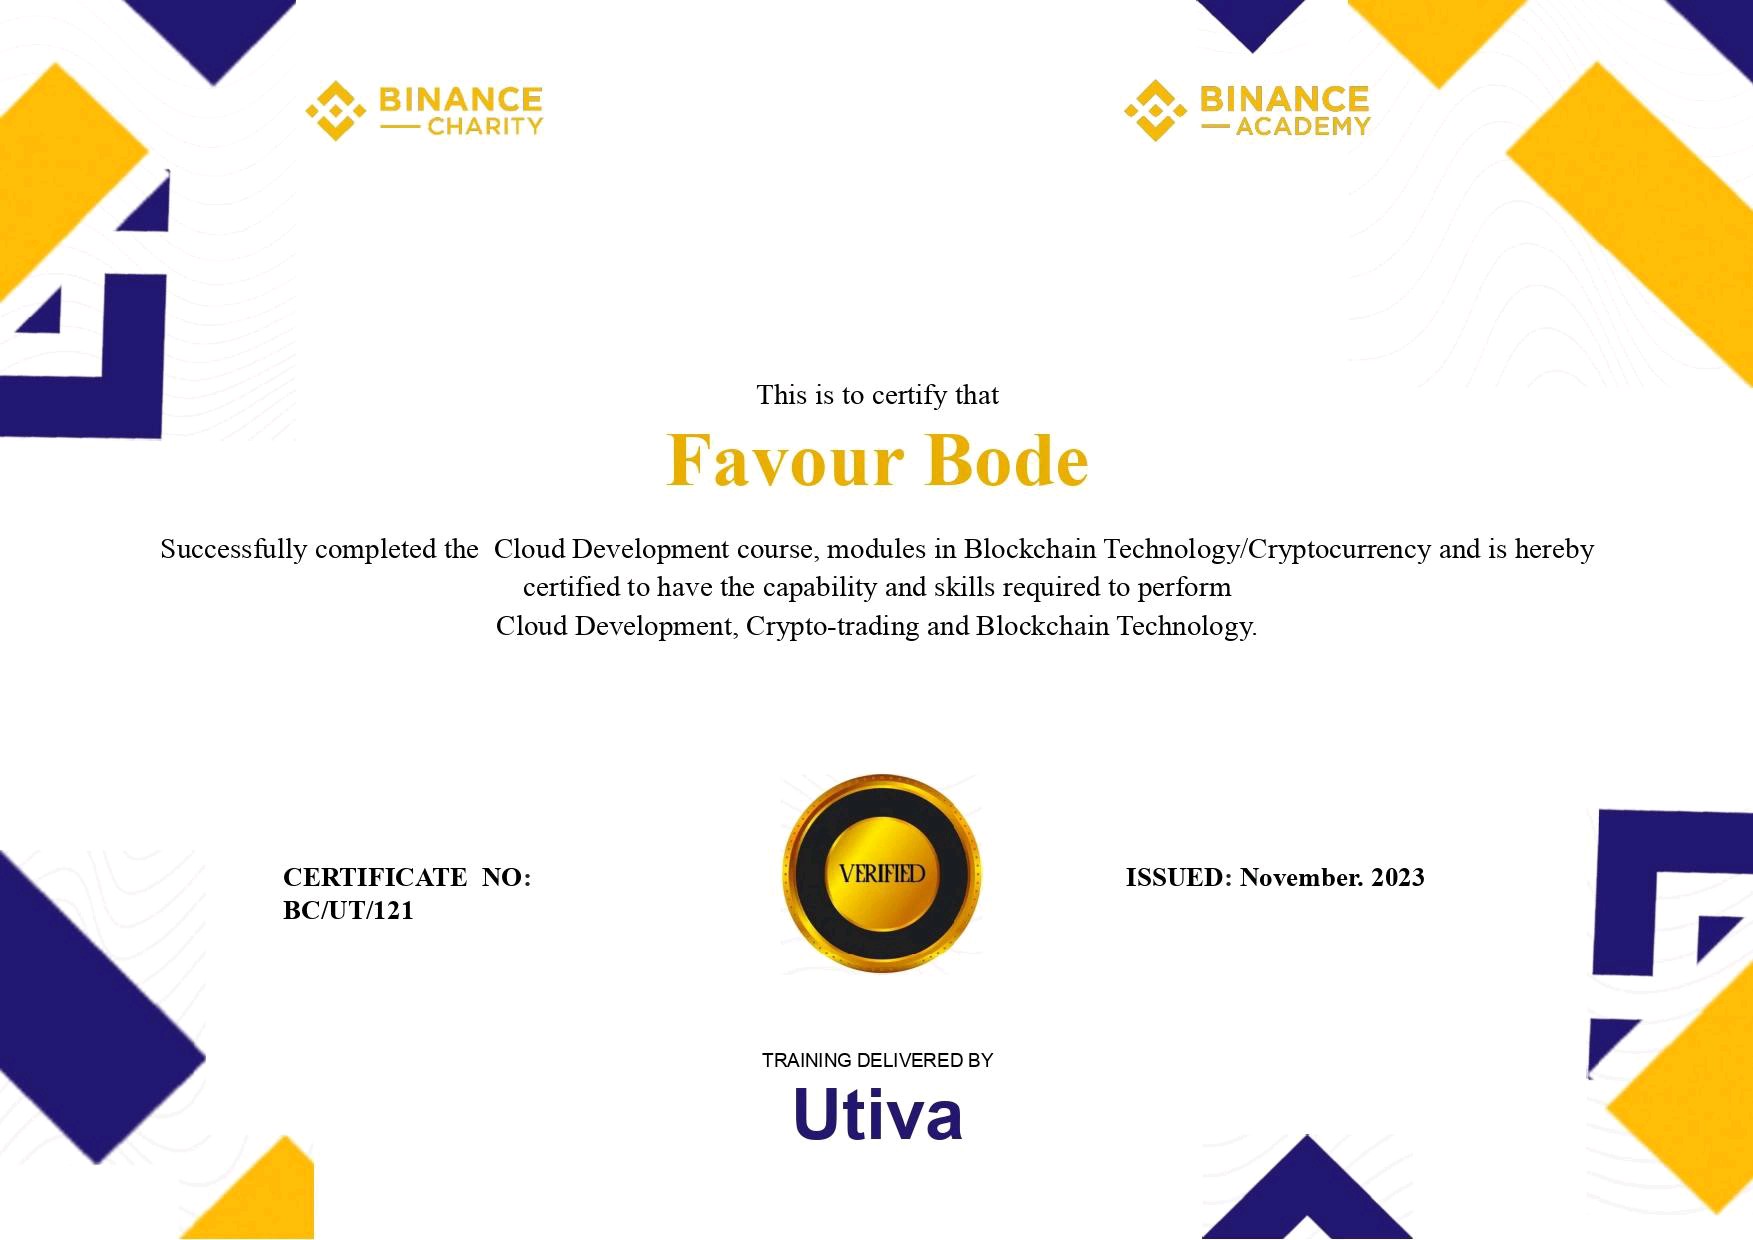 BINANCE
CHARITY
BINANCE
ACADEMY
This is to certify that
Favour Bode
Successfully completed the  Cloud Development course, modules in Blockchain Technology/Cryptocurrency and is hereby
certified to have the capability and skills required to perform
Cloud Development, Crypto-trading and Blockchain Technology.
CERTIFICATE  NO:
BC/UT/121
VERIFIED
ISSUED: November. 2023
TRAINING DELIVERED BY
Utiva